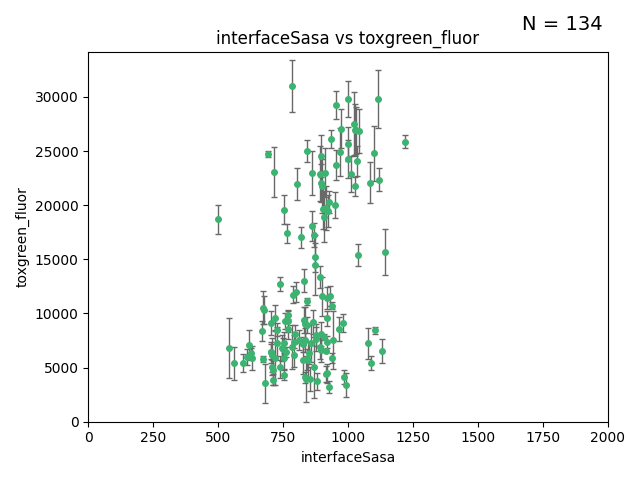 N = 134
interfaceSasa vs toxgreen_fluor
30000
25000
20000
15000
10000
5000
0
toxgreen_fluor
0 250 500 750 1000 1250 1500 1750 2000
interfaceSasa